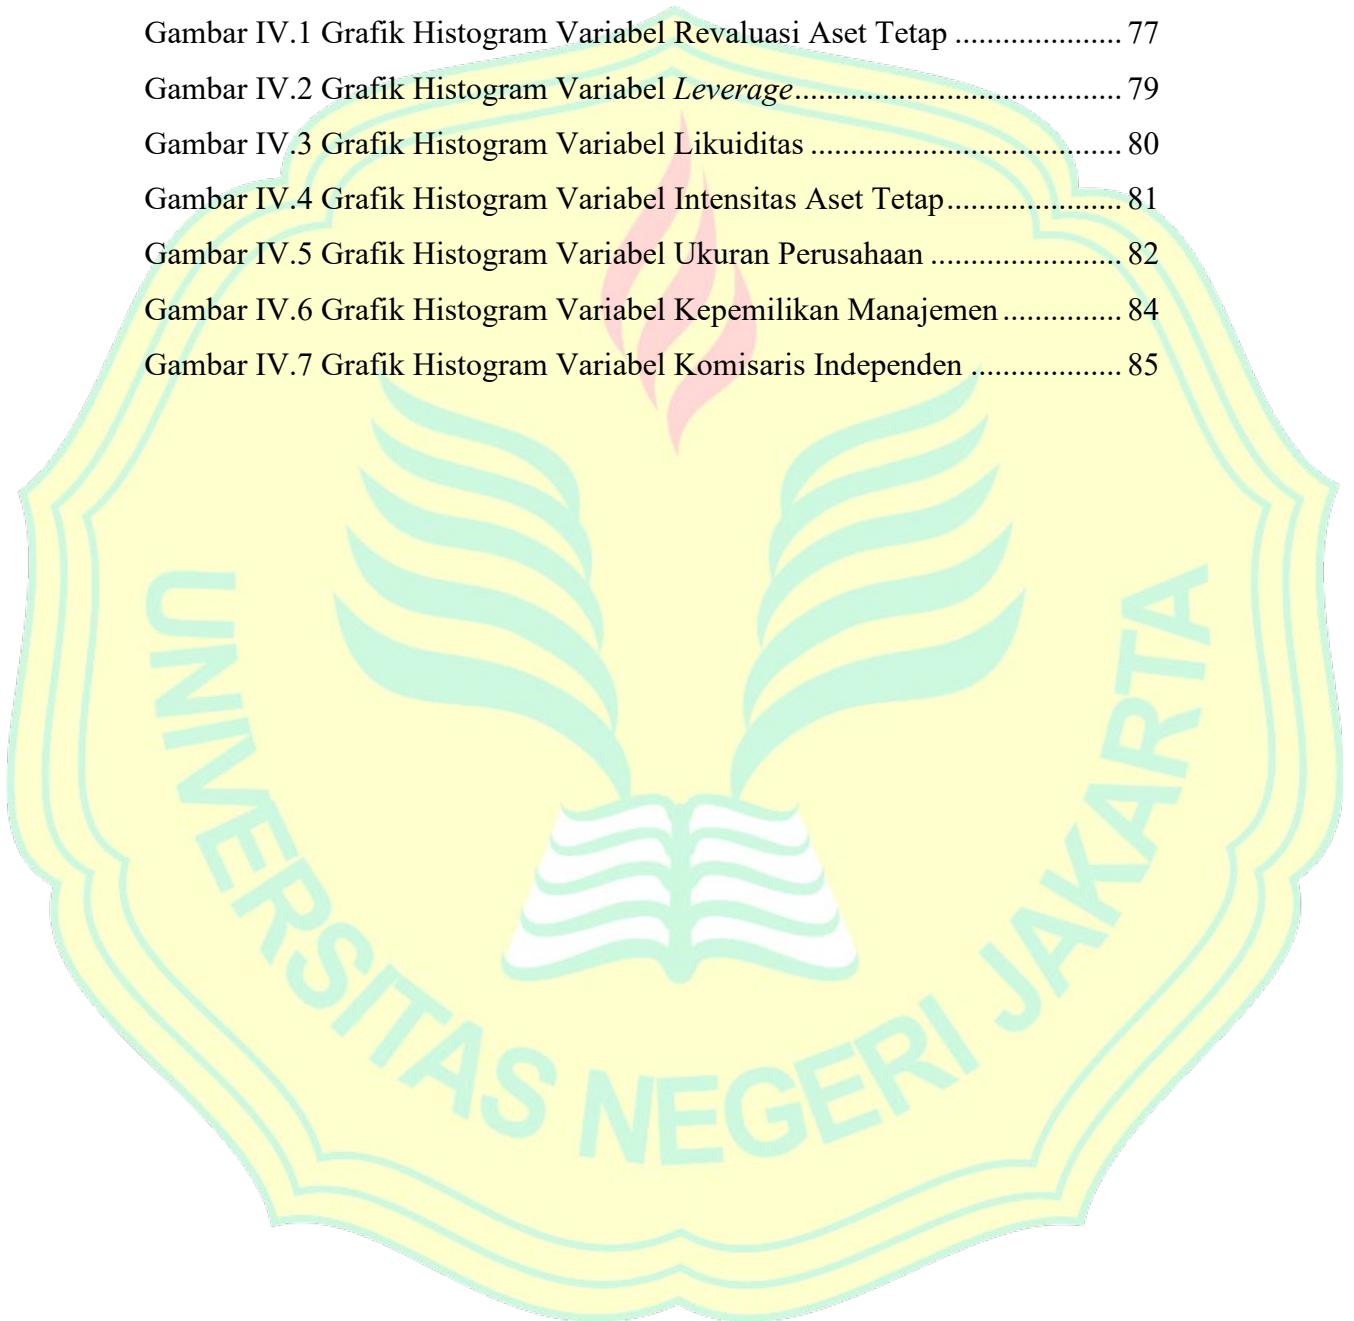 Gambar IV.1 Grafik Histogram Variabel Revaluasi Aset Tetap ..................... 77
Gambar IV.2 Grafik Histogram Variabel Leverage......................................... 79
Gambar IV.3 Grafik Histogram Variabel Likuiditas ....................................... 80
Gambar IV.4 Grafik Histogram Variabel Intensitas Aset Tetap...................... 81
Gambar IV.5 Grafik Histogram Variabel Ukuran Perusahaan ........................ 82
Gambar IV.6 Grafik Histogram Variabel Kepemilikan Manajemen............... 84
Gambar IV.7 Grafik Histogram Variabel Komisaris Independen ................... 85
UNIVERSITAS NEGERI JAKARTA